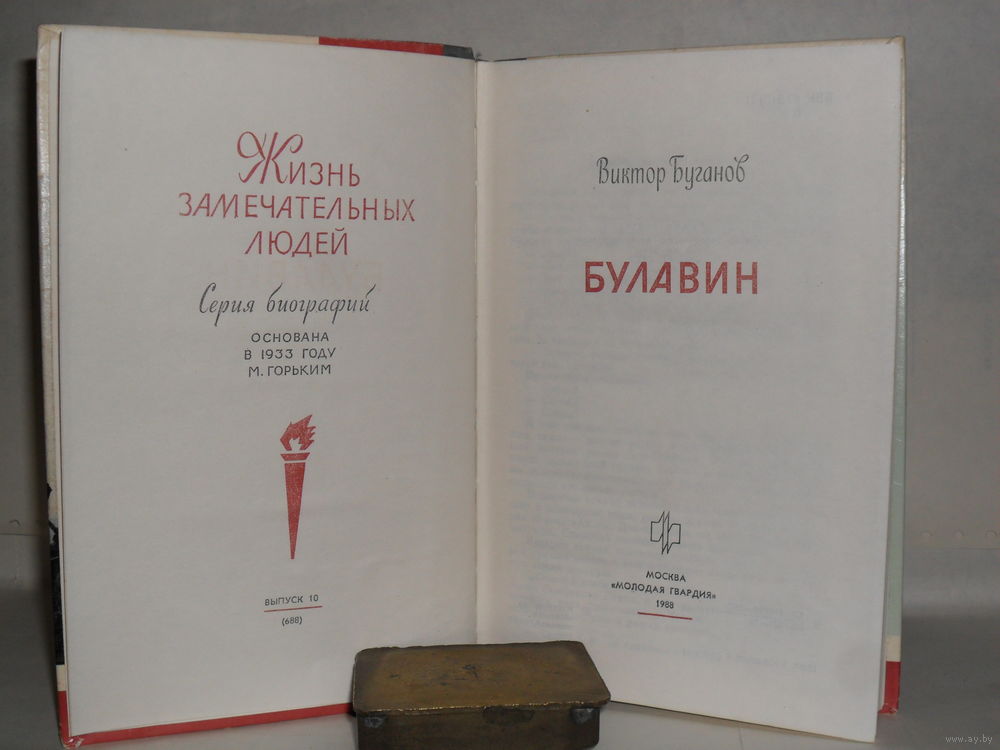 Жизнь
ЗАМЕЧАТЕЛЬНЫХ
ЛЮДЕЙ
Серия биографий
ОСНОВАНА
В 1933 ГОДУ
М. ГОРЬКИМ
ВЫПУСК 10
(688)
Виктор Буганов
БУЛАВИН
МОСКВА
«МОЛОДАЯ ГВАРДИЯ»
1988
www.ay.by